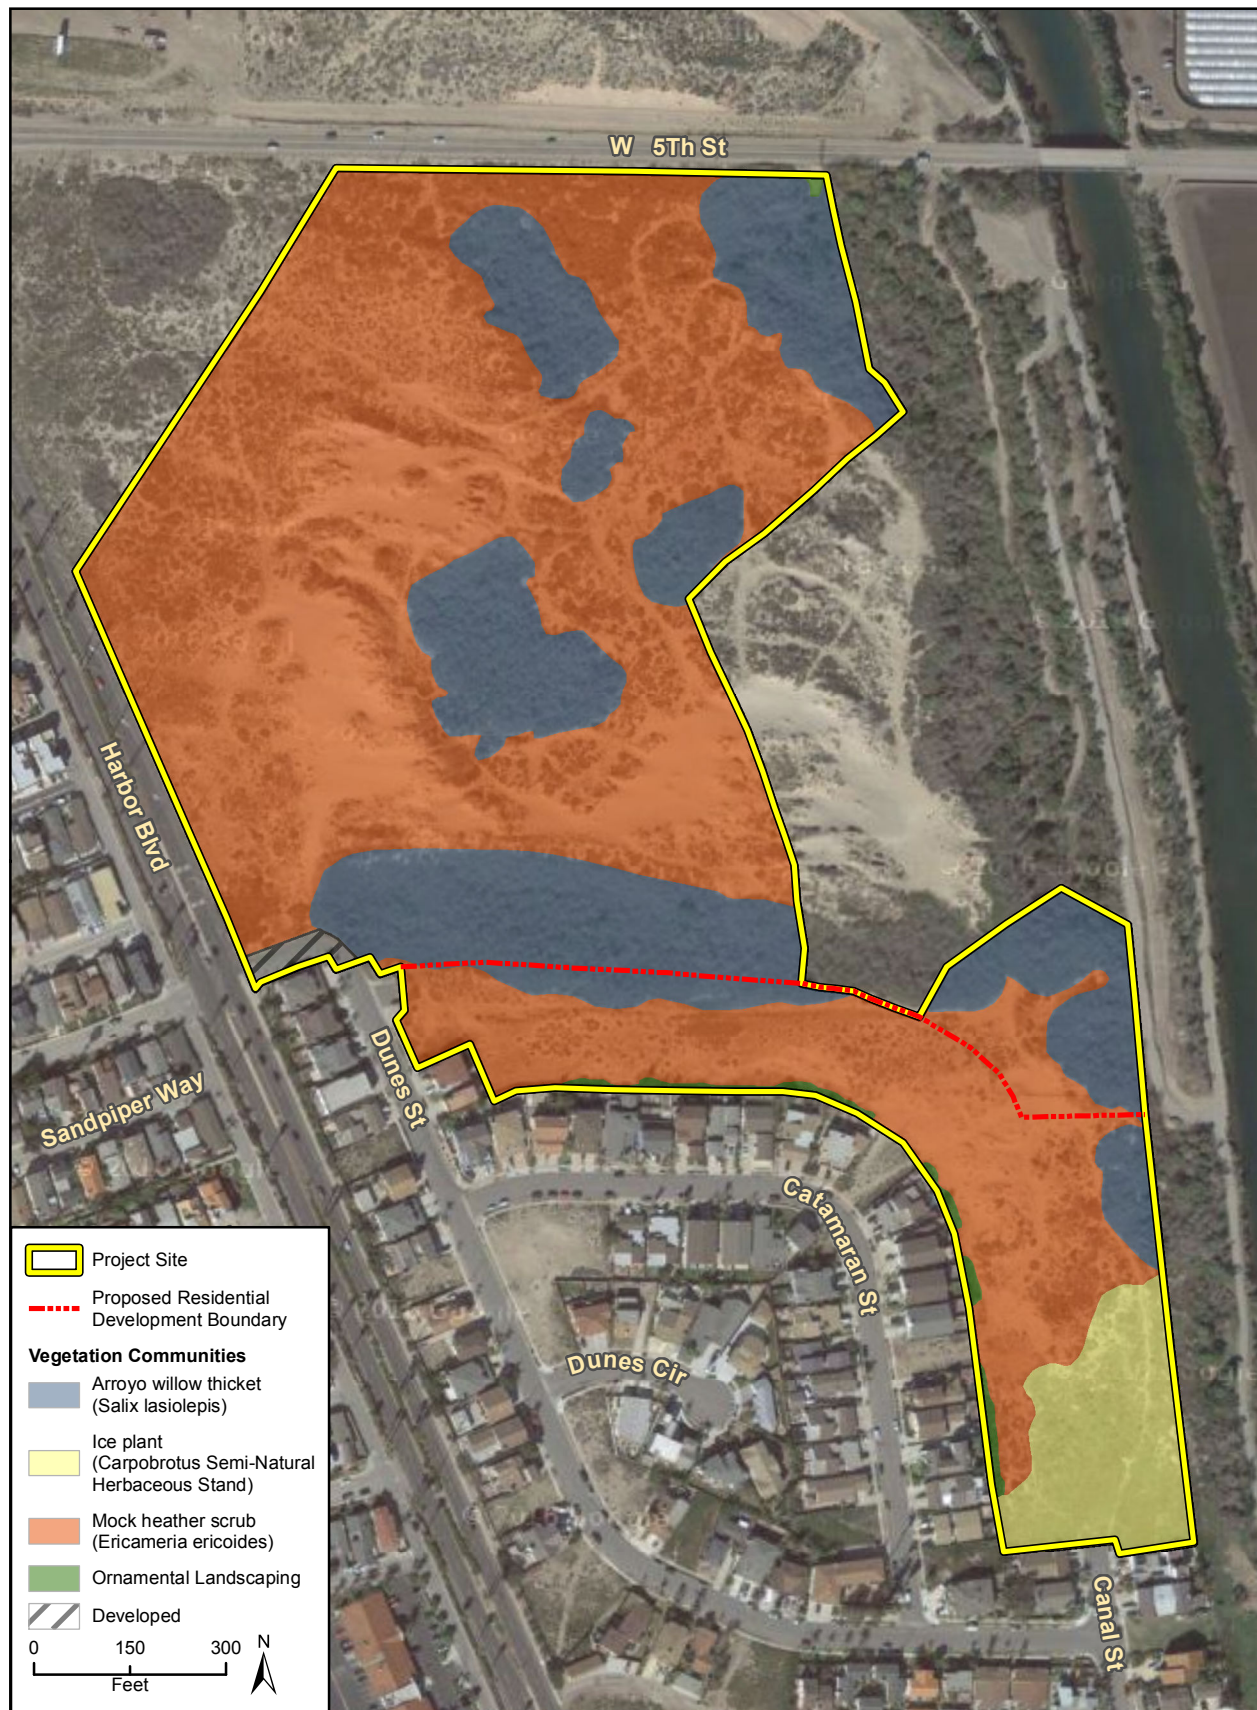 W 5Th St
Harbor Blvd
Sandpiper Way
Dunes St
Catamaran St
Dunes Cir
Canal St
Project Site
Proposed Residential
Development Boundary
Vegetation Communities
Arroyo willow thicket
(Salix lasiolepis)
Ice plant
(Carpobrotus Semi-Natural
Herbaceous Stand)
Mock heather scrub
(Ericameria ericoides)
Ornamental Landscaping
Developed
0 150 300
Feet
N